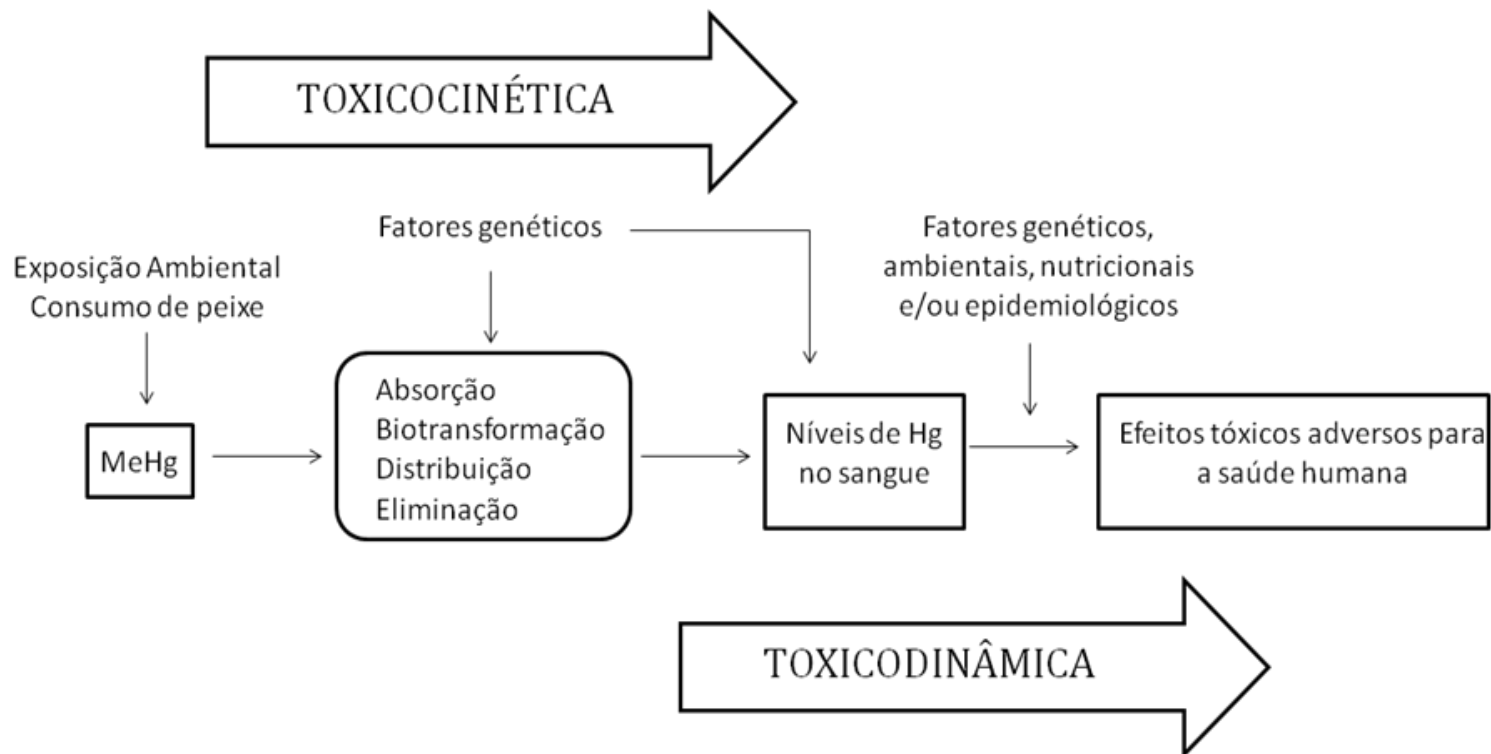 TOXICOCINÉTICA
Fatores genéticos
Fatores genéticos,
ambientais, nutricionais
e/ou epidemiológicos
Exposição Ambiental
Consumo de peixe
MeHg
Absorção
Biotransformação
Distribuição
Eliminação
Níveis de Hg
no sangue
Efeitos tóxicos adversos para
a saúde humana
TOXICODINÂMICA